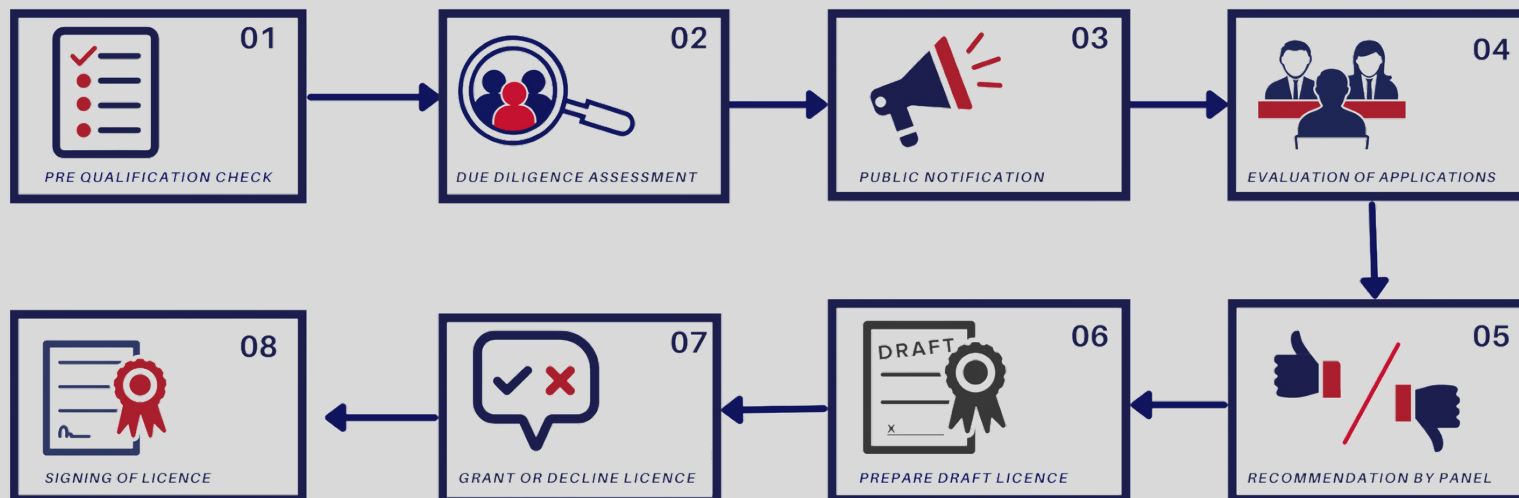 01
PRE QUALIFICATION CHECK
02
DUE DILIGENCE ASSESSMENT
03
PUBLIC NOTIFICATION
04
EVALUATION OF APPLICATIONS
05
RECOMMENDATION BY PANEL
06
DRAFT
x
PREPARE DRAFT LICENCE
07
GRANT OR DECLINE LICENCE
08
SIGNING OF LICENCE